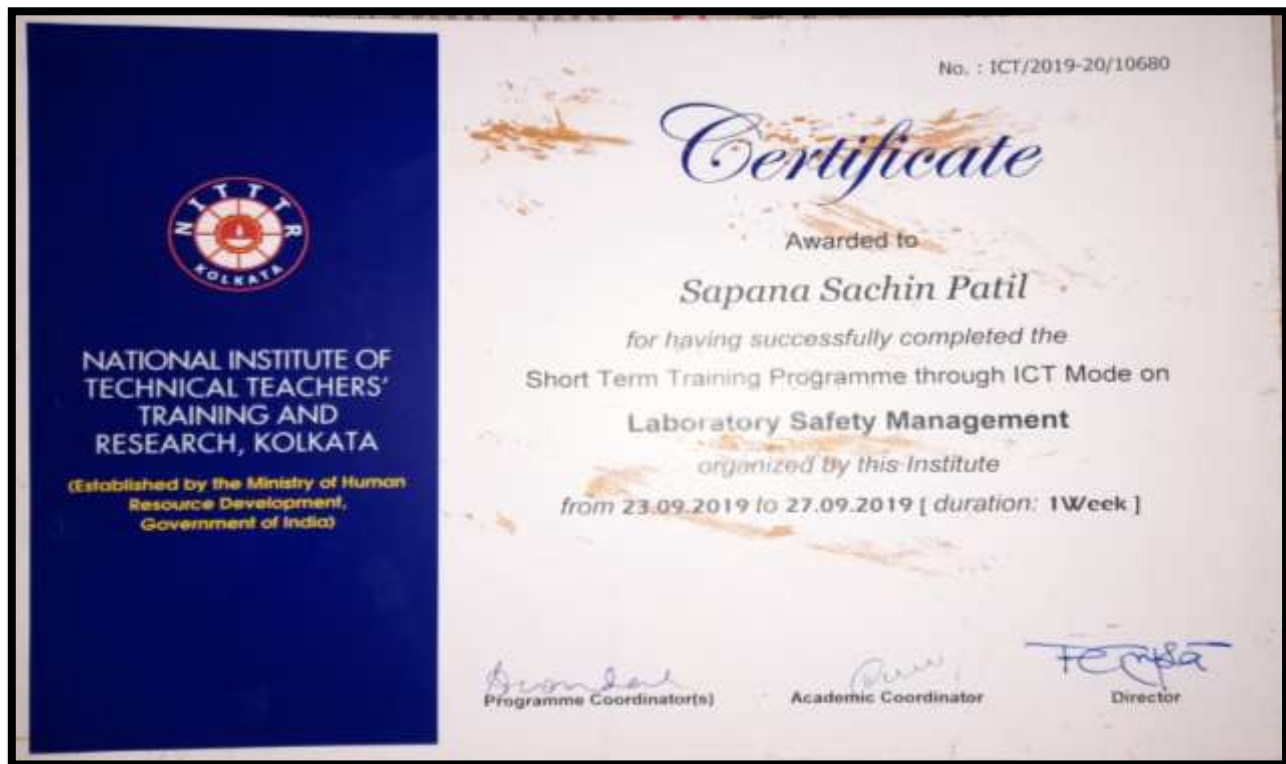 NITTTR
KOLKATA
NATIONAL INSTITUTE OF
TECHNICAL TEACHERS'
TRAINING AND
RESEARCH, KOLKATA
(Established by the Ministry of Human
Resource Development,
Government of India)
No. : ICT/2019-20/10680
Certificate
Awarded to
Sapana Sachin Patil
for having successfully completed the
Short Term Training Programme through ICT Mode on
Laboratory Safety Management
organized by this Institute
from 23.09.2019 to 27.09.2019 [ duration: 1Week ]
Programme Coordinator(s)
Academic Coordinator
Director